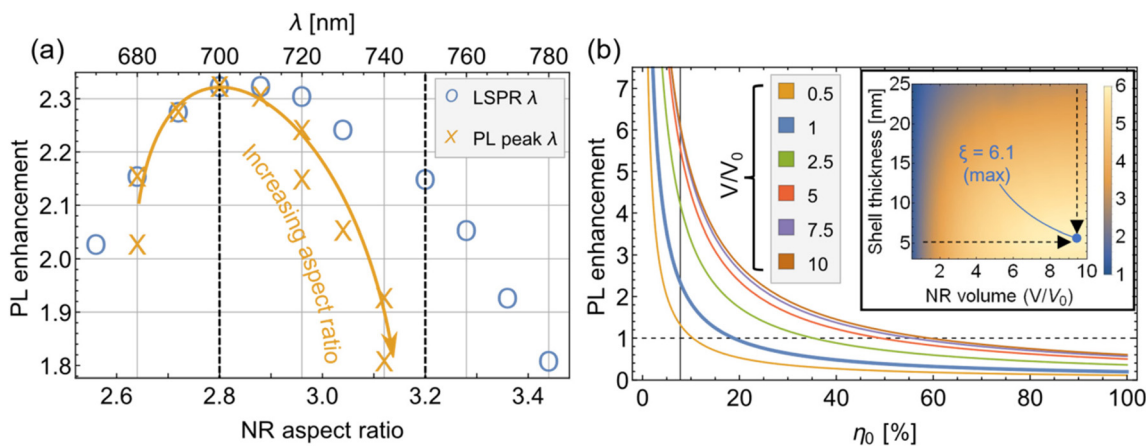 (a)
λ [nm]
680 700 720 740 760 780
PL enhancement
2.3
2.2
2.1
2.0
1.9
1.8
LSPR λ
PL peak λ
Increasing aspect ratio
2.6 2.8 3.0 3.2 3.4
NR aspect ratio
(b)
PL enhancement
7
6
5
4
3
2
1
0
V/V0
0.5
1
2.5
5
7.5
10
0 20 40 60 80 100
η0 [%]
Shell thickness [nm]
25
20
15
10
5
ξ = 6.1
(max)
2 4 6 8 10
NR volume (V/V0)
6
5
4
3
2
1